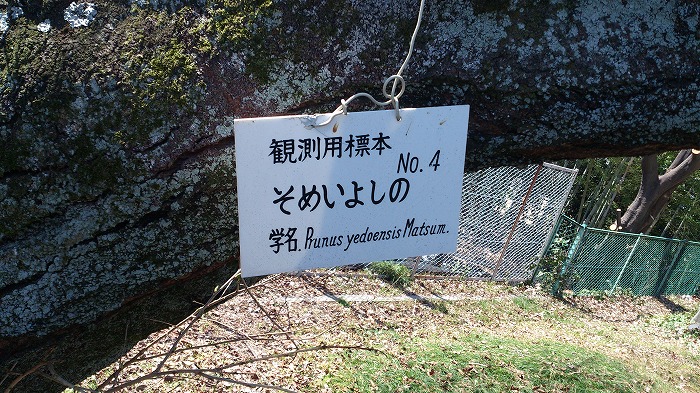 観測用標本
No. 4
そめいよしの
学名. Prunus yedoensis Matsum.